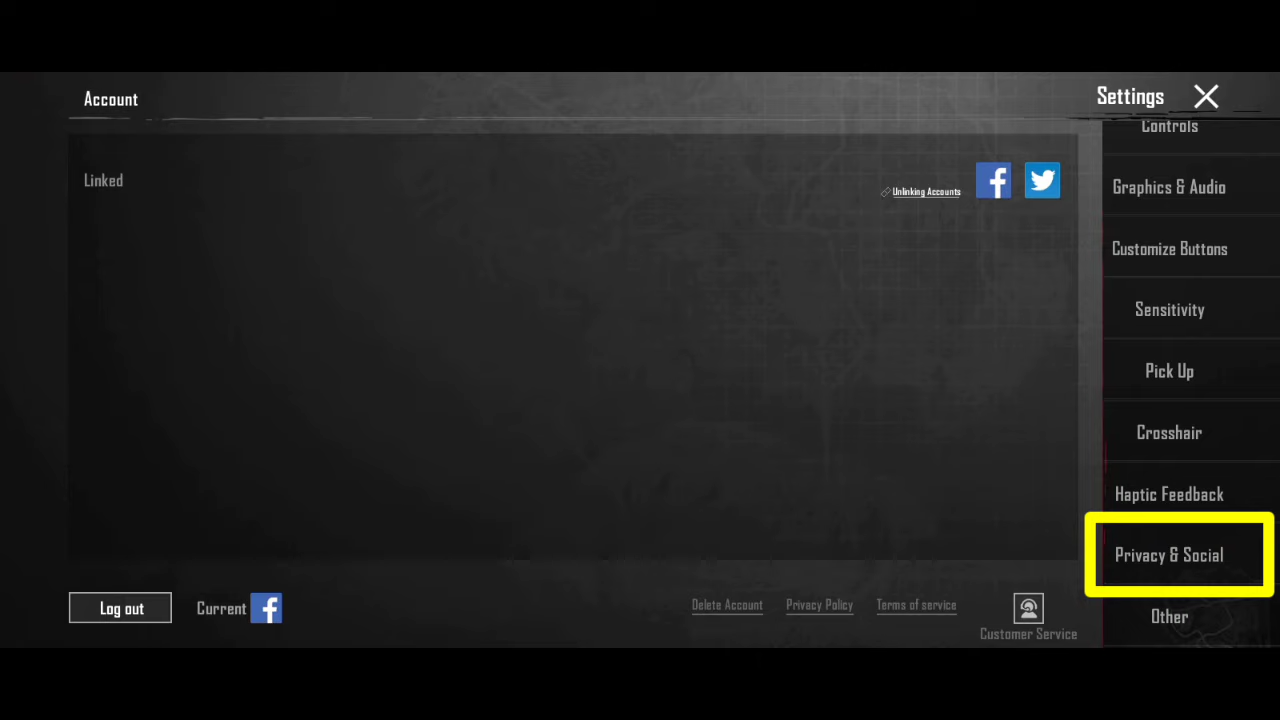 Account
Settings
Controls
Linked
Unlinking Accounts
Graphics & Audio
Customize Buttons
Sensitivity
Pick Up
Crosshair
Haptic Feedback
Privacy & Social
Other
Log out
Current
Delete Account
Privacy Policy
Terms of service
Customer Service